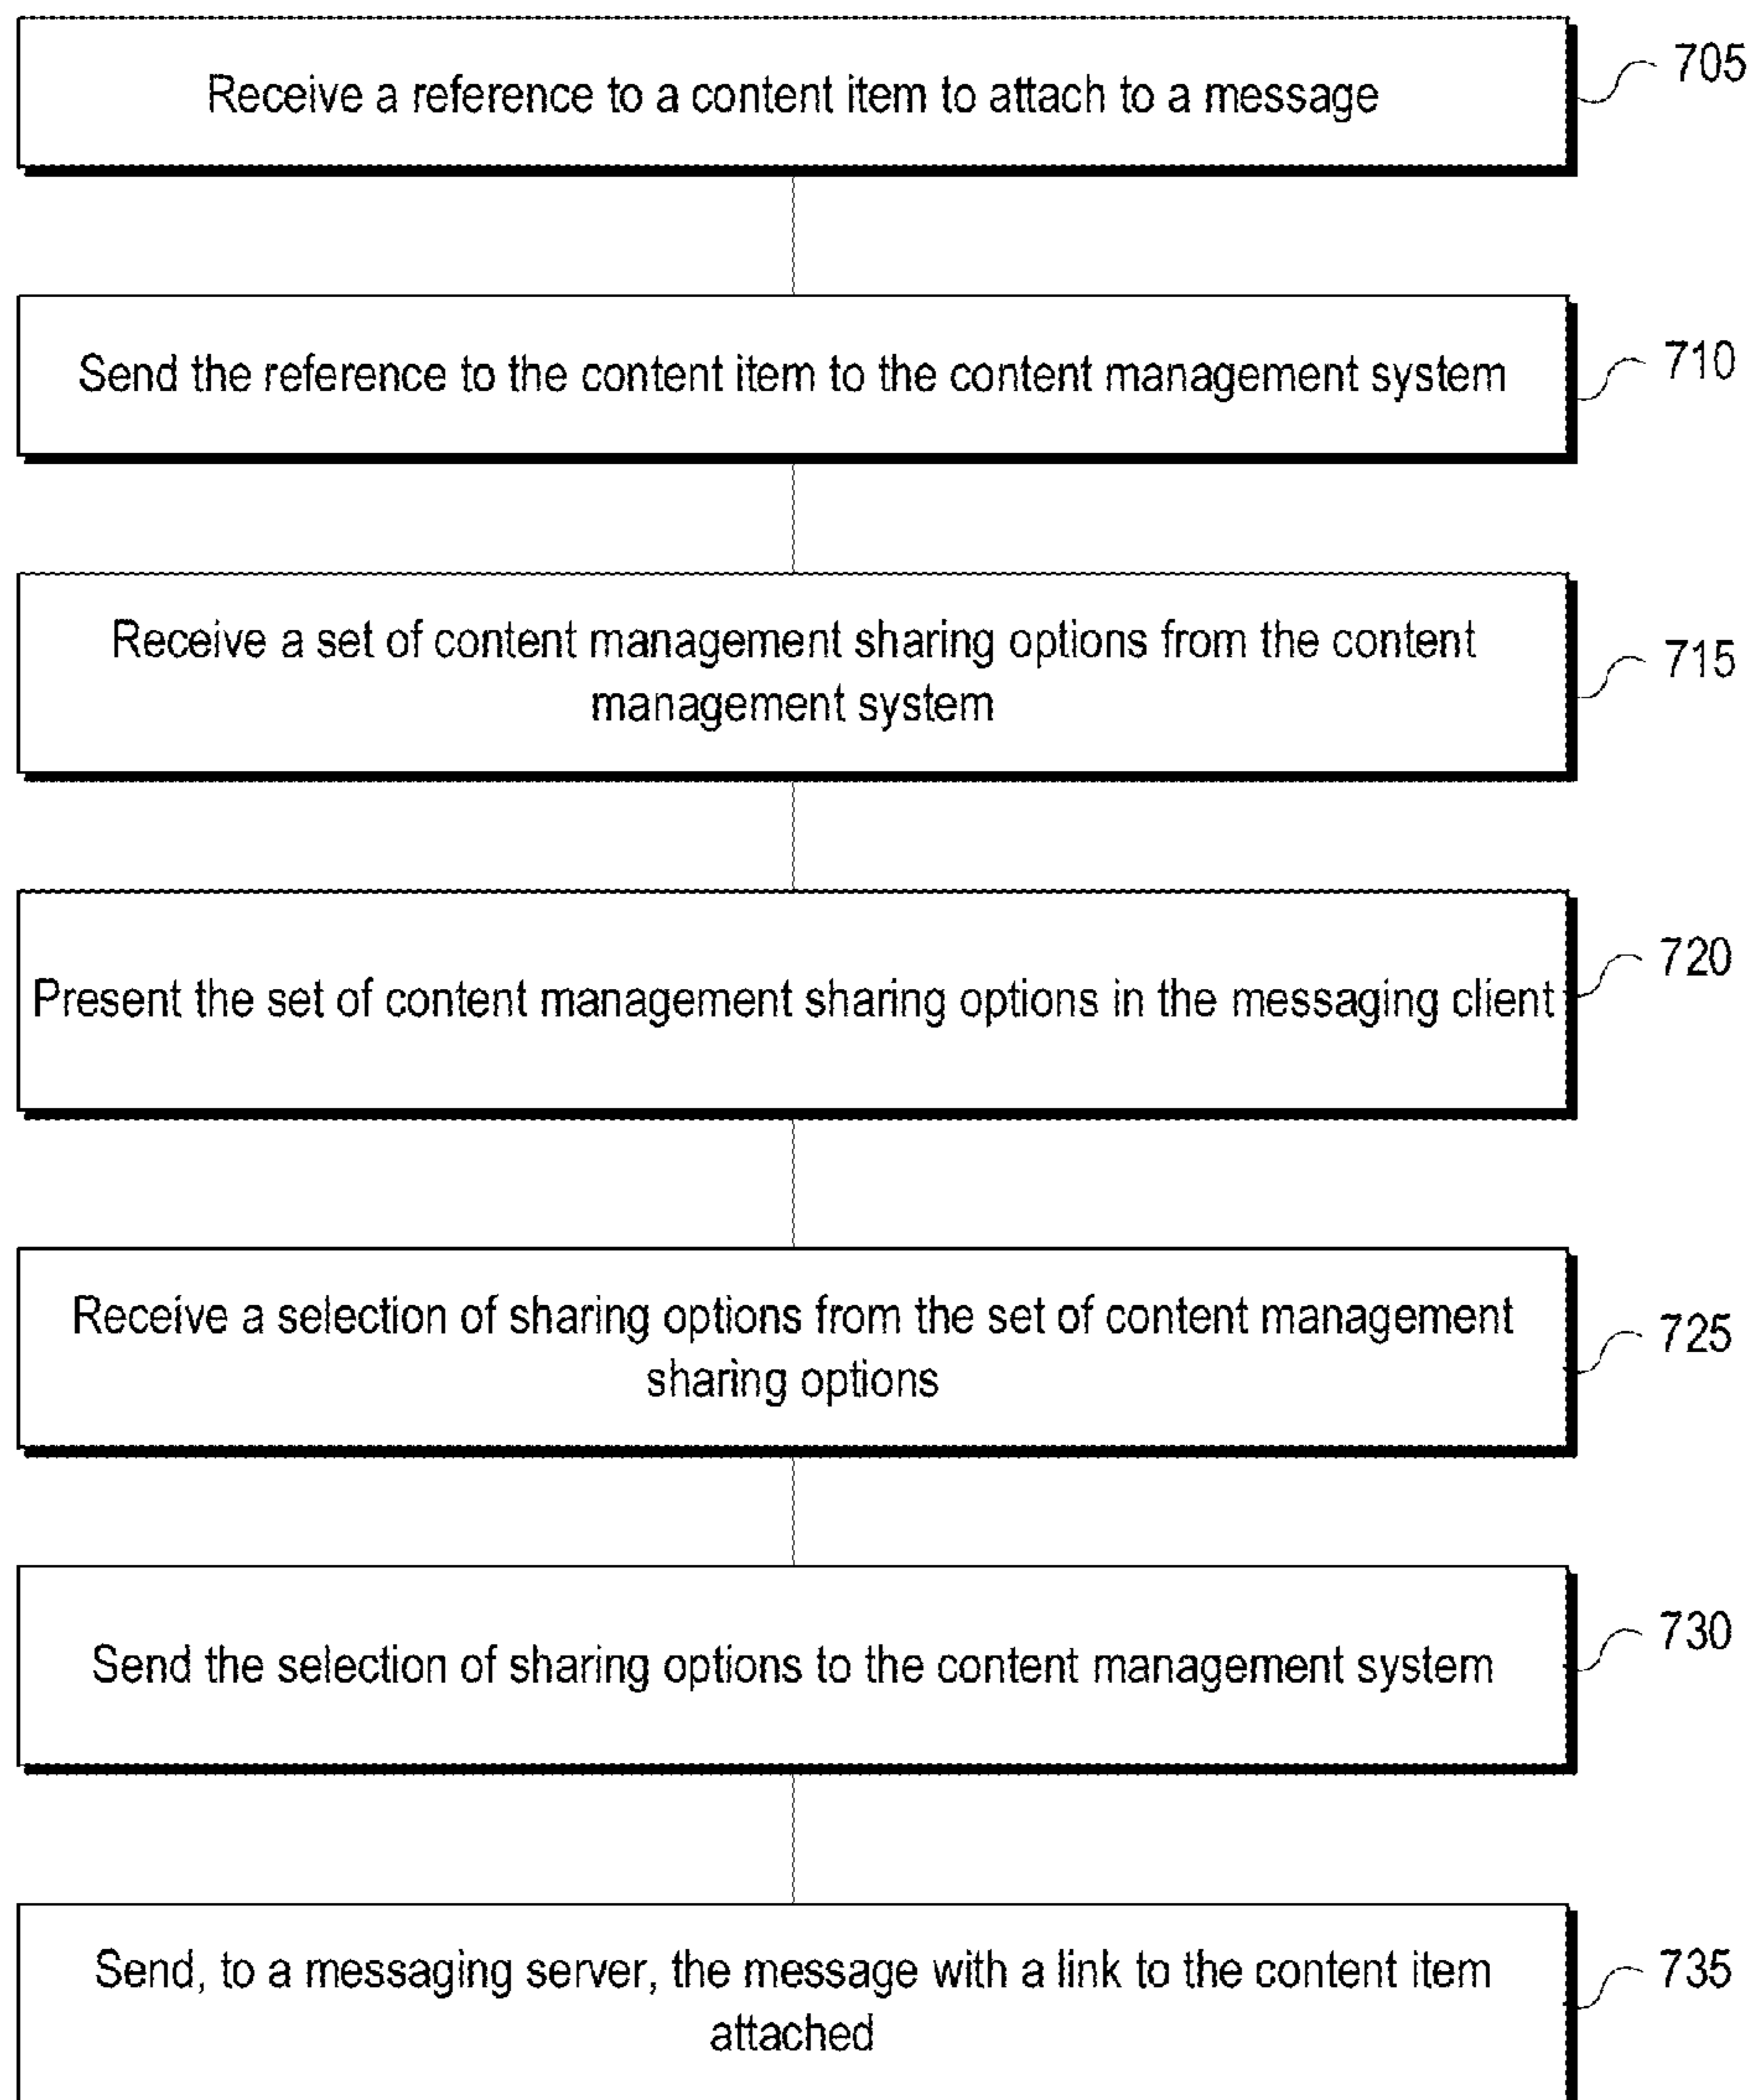 Receive a reference to a content item to attach to a message
705
Send the reference to the content item to the content management system
710
Receive a set of content management sharing options from the content
management system
715
Present the set of content management sharing options in the messaging client
720
Receive a selection of sharing options from the set of content management
sharing options
725
Send the selection of sharing options to the content management system
730
Send, to a messaging server, the message with a link to the content item
attached
735